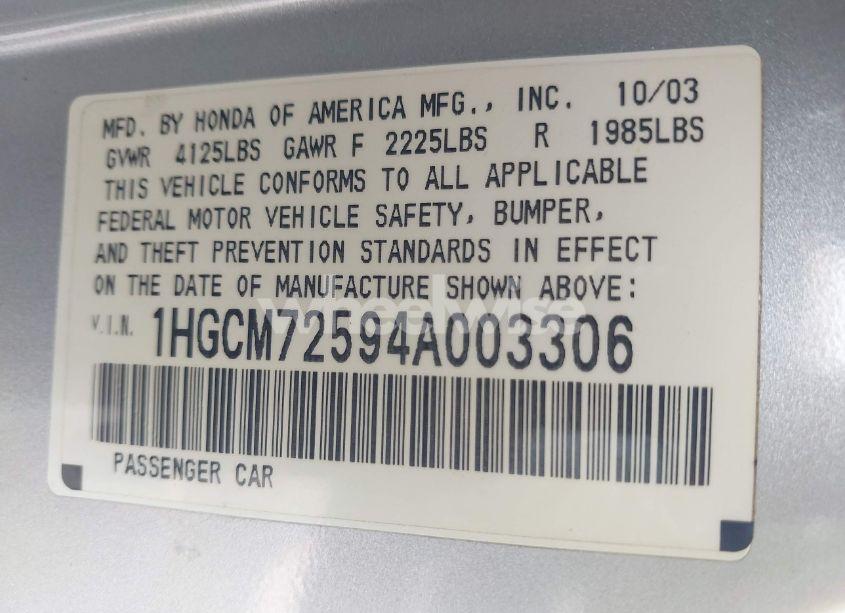 MFD. BY HONDA OF AMERICA MFG., INC. 10/03
GVWR 4125LBS GAWR F 2225LBS R 1985LBS
THIS VEHICLE CONFORMS TO ALL APPLICABLE
FEDERAL MOTOR VEHICLE SAFETY, BUMPER,
AND THEFT PREVENTION STANDARDS IN EFFECT
ON THE DATE OF MANUFACTURE SHOWN ABOVE:
wheelwise
V.I.N. 1HGCM72594A003306
PASSENGER CAR